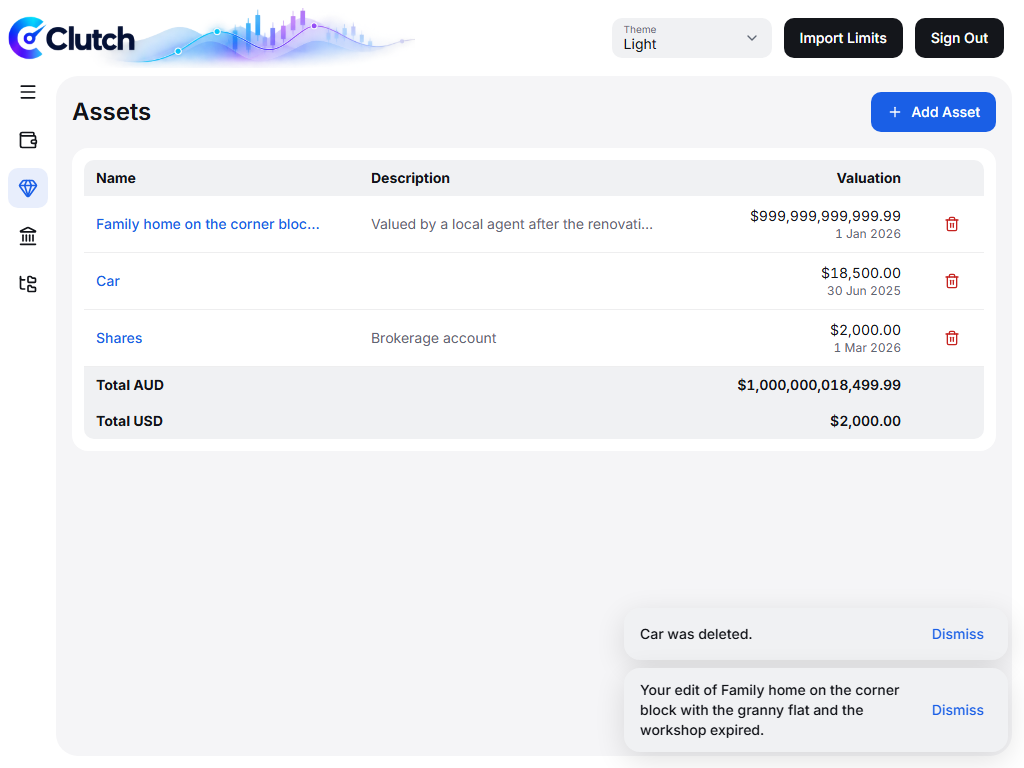 Clutch
Theme
Light
Import Limits
Sign Out
Assets
Add Asset
Name Description Valuation
Family home on the corner bloc... Valued by a local agent after the renovati... $999,999,999,999.99
1 Jan 2026
Car $18,500.00
30 Jun 2025
Shares Brokerage account $2,000.00
1 Mar 2026
Total AUD $1,000,000,018,499.99
Total USD $2,000.00
Car was deleted. Dismiss
Your edit of Family home on the corner
block with the granny flat and the Dismiss
workshop expired.